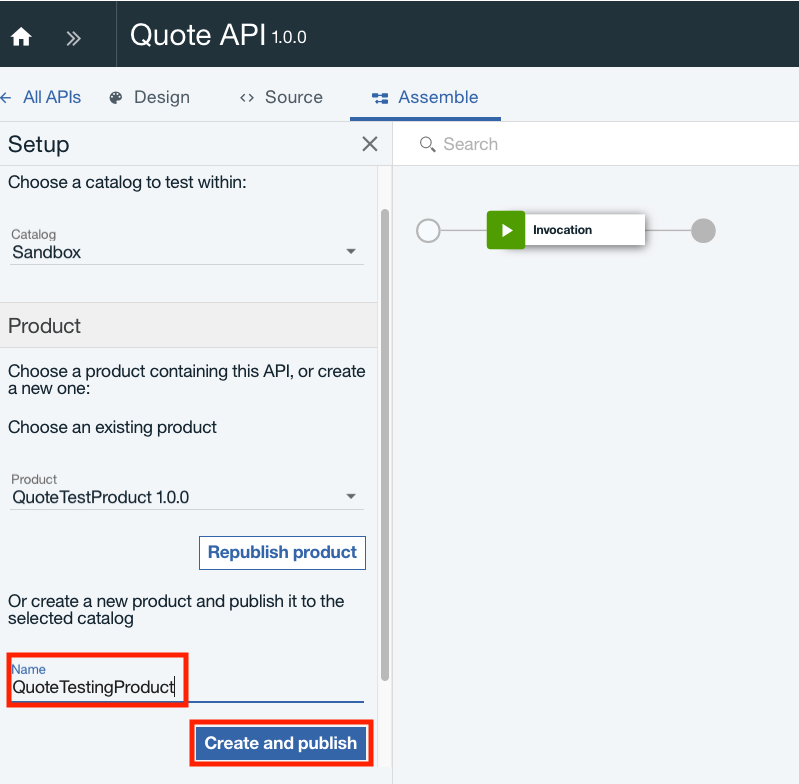 Quote API 1.0.0
All APIs Design Source Assemble
Setup
Search
Choose a catalog to test within:
Catalog
Sandbox
Invocation
Product
Choose a product containing this API, or create
a new one:
Choose an existing product
Product
QuoteTestProduct 1.0.0
Republish product
Or create a new product and publish it to the
selected catalog
Name
QuoteTestingProduct
Create and publish